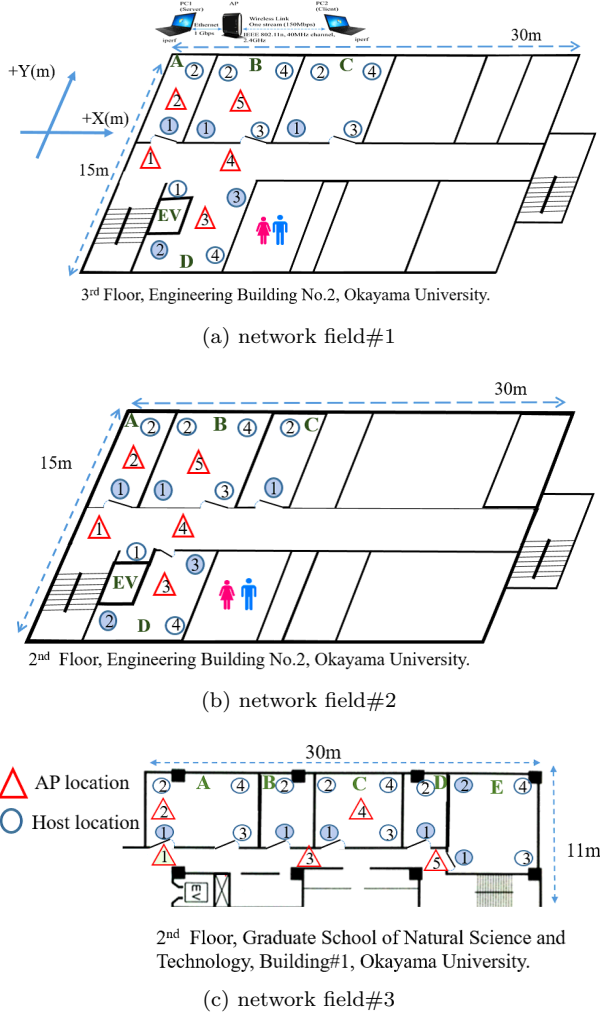 PC1 (Server)
AP
PC2 (Client)
Ethernet
1 Gbps
Wireless Link
One stream (150Mbps)
IEEE 802.11n, 40MHz channel,
2.4GHz
iperf
iperf
30m
+Y(m)
+X(m)
15m
A 2 2 B 4 2 C 4
2 5
1 1 3 1 3
1 4
1 3
EV 3
2 D 4
3rd Floor, Engineering Building No.2, Okayama University.
(a) network field#1
30m
15m
A 2 2 B 4 2 C
2 5
1 1 3 1
1 4
1 3
EV 3
2 D 4
2nd Floor, Engineering Building No.2, Okayama University.
(b) network field#2
30m
AP location
Host location
2 A 4 B 2 2 C 4 2 D 2 E 4
2 4
1 3 1 1 3 1 1 3
1 3 5
EV
11m
2nd Floor, Graduate School of Natural Science and
Technology, Building#1, Okayama University.
(c) network field#3